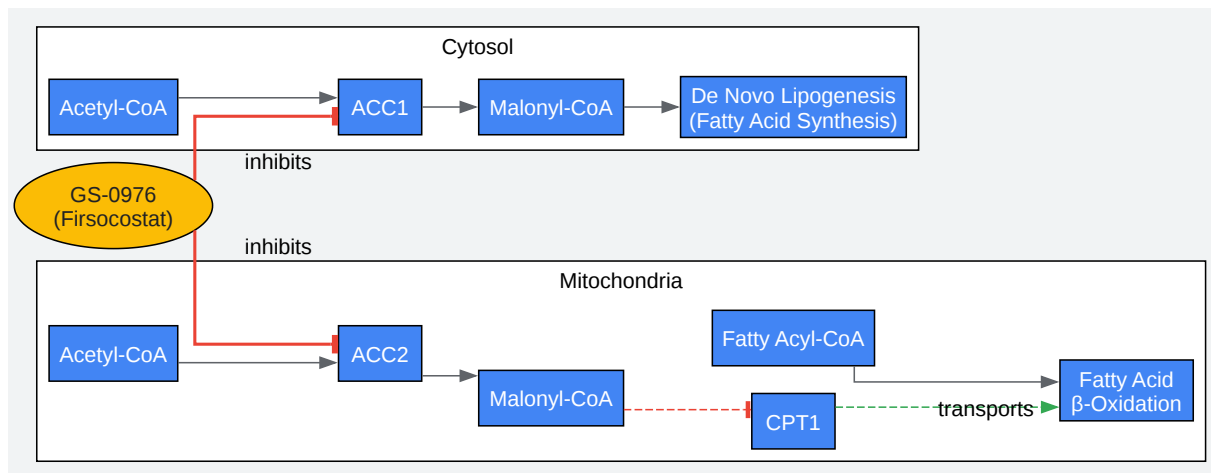 Cytosol
Acetyl-CoA
ACC1
Malonyl-CoA
De Novo Lipogenesis
(Fatty Acid Synthesis)
inhibits
GS-0976
(Firsocostat)
inhibits
Mitochondria
Acetyl-CoA
ACC2
Malonyl-CoA
Fatty Acyl-CoA
CPT1
transports
Fatty Acid
β-Oxidation